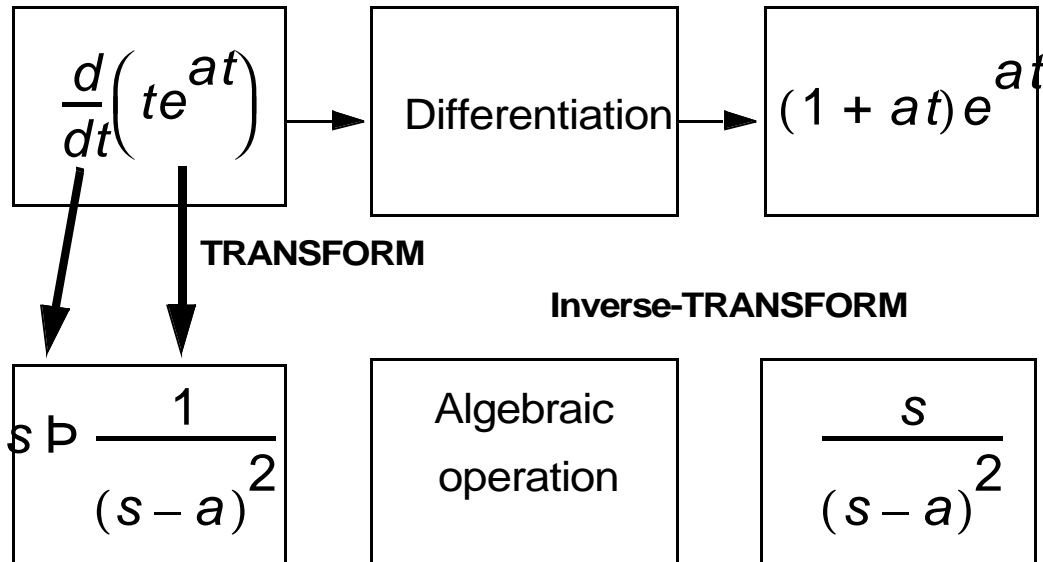 d/dt(te^{at})
Differentiation
(1 + at)e^{at}
TRANSFORM
Inverse-TRANSFORM
s Þ 1/(s – a)^2
Algebraic
operation
s/(s – a)^2